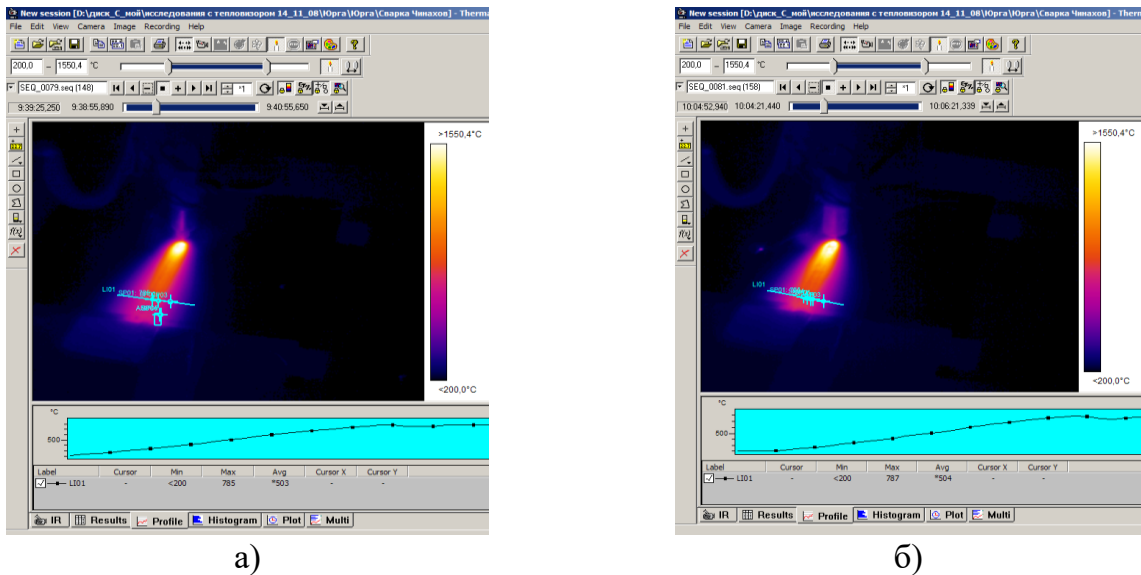 New session [D:\диск_С_мой\исследования с тепловизором 14_11_08\Юрга\Юрга\Сварка Чинахов] - Therma
File Edit View Camera Image Recording Help
200,0 – 1550,4 °C
SEQ_0079.seq (148)
9:39:25,250 9:38:55,890 9:40:55,650
>1550,4°C
LI01
<200,0°C
°C
500
Label Cursor Min Max Avg Cursor X Cursor Y
LI01 - <200 785 *503 - -
IR Results Profile Histogram Plot Multi
а)
New session [D:\диск_С_мой\исследования с тепловизором 14_11_08\Юрга\Юрга\Сварка Чинахов] - Therm
File Edit View Camera Image Recording Help
200,0 – 1550,4 °C
SEQ_0081.seq (158)
10:04:52,940 10:04:21,440 10:06:21,339
>1550,4°C
LI01
<200,0°C
°C
500
Label Cursor Min Max Avg Cursor X Cursor Y
LI01 - <200 787 *504 - -
IR Results Profile Histogram Plot Multi
б)